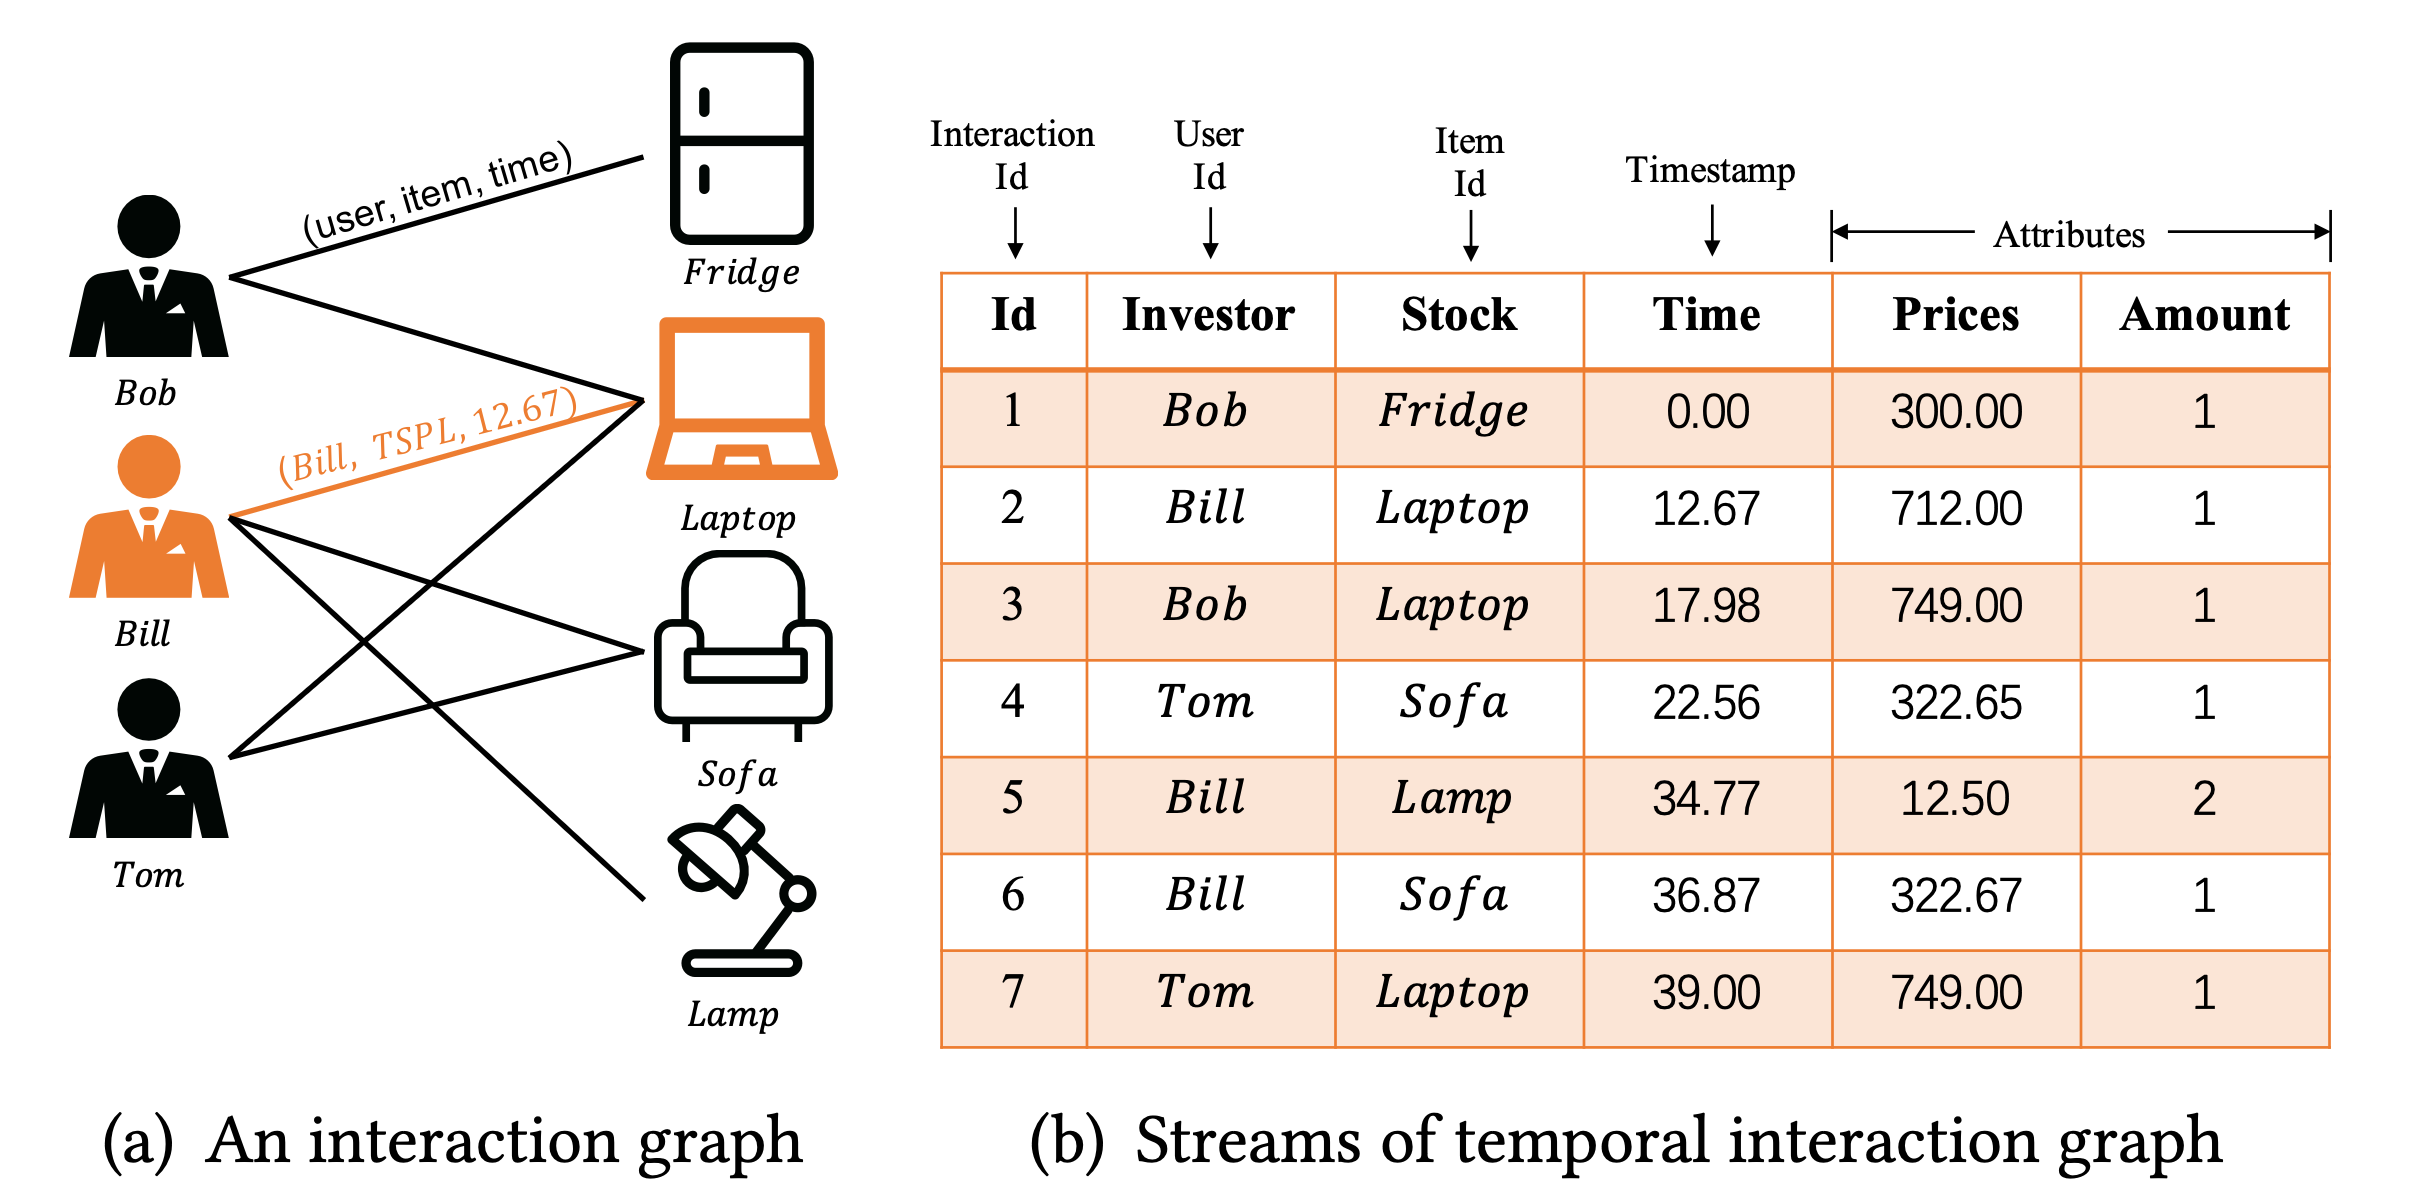 (user, item, time)
Fridge
Bob
(Bill, TSPL, 12.67)
Laptop
Bill
Sofa
Tom
Lamp
(a) An interaction graph
Interaction Id
User Id
Item Id
Timestamp
Attributes
Id Investor Stock Time Prices Amount
1 Bob Fridge 0.00 300.00 1
2 Bill Laptop 12.67 712.00 1
3 Bob Laptop 17.98 749.00 1
4 Tom Sofa 22.56 322.65 1
5 Bill Lamp 34.77 12.50 2
6 Bill Sofa 36.87 322.67 1
7 Tom Laptop 39.00 749.00 1
(b) Streams of temporal interaction graph